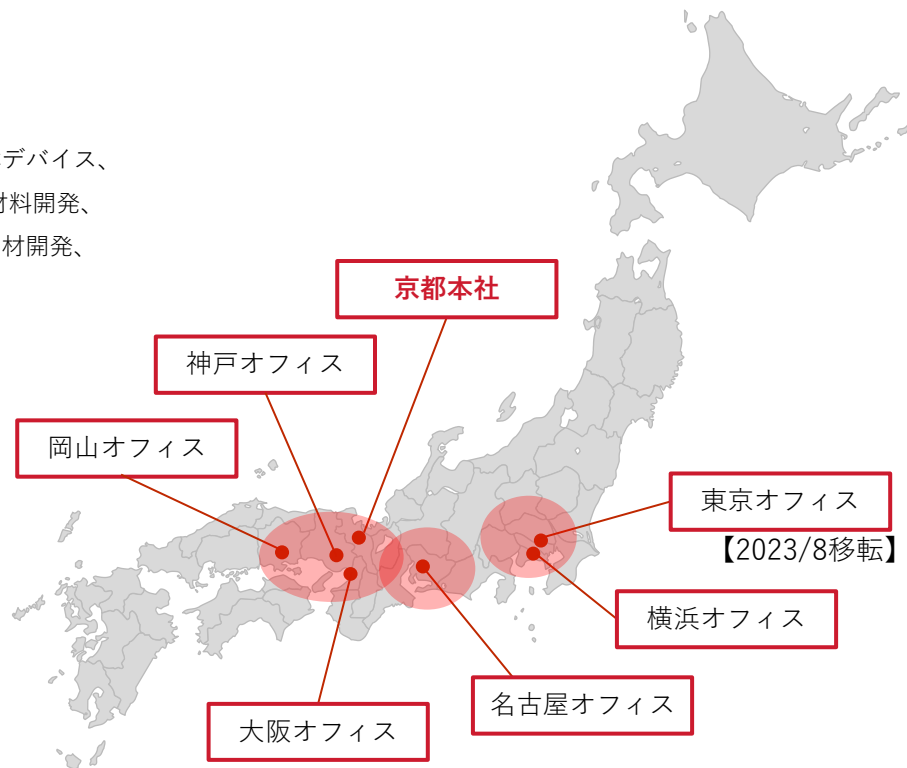 デバイス、
材料開発、
材開発、
京都本社
神戸オフィス
岡山オフィス
東京オフィス
【2023/8移転】
横浜オフィス
名古屋オフィス
大阪オフィス